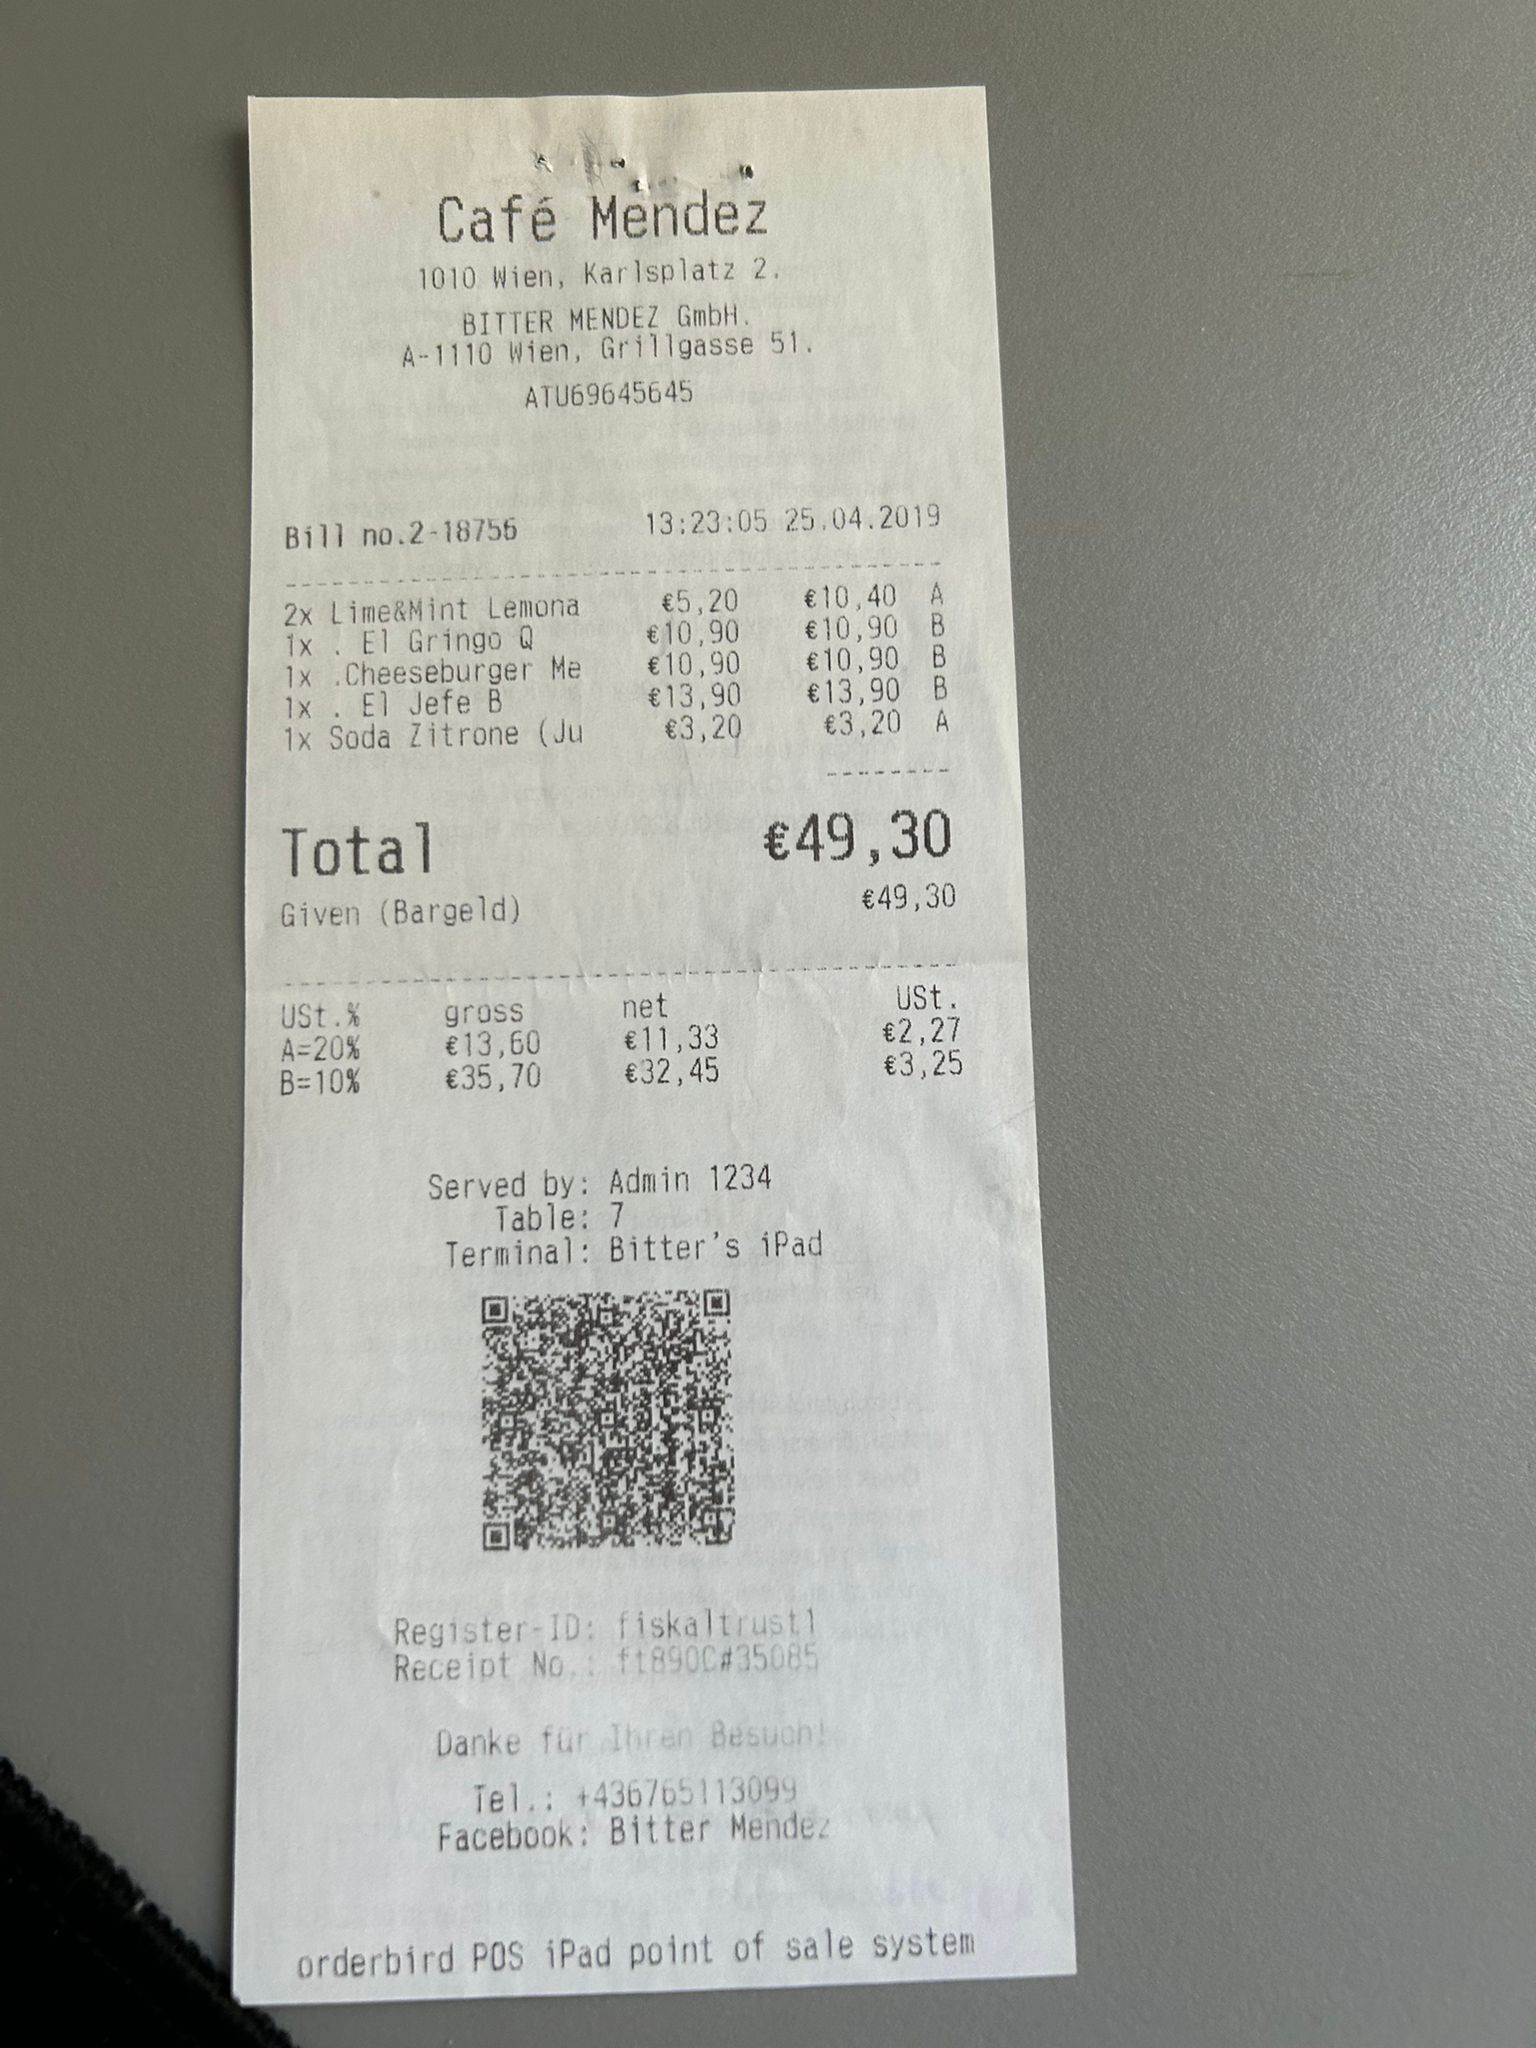 Café Mendez
1010 Wien, Karlsplatz 2.
BITTER MENDEZ GmbH.
A-1110 Wien, Grillgasse 51.
ATU69645645
Bill no.2-18756 13:23:05 25.04.2019
2x Lime&Mint Lemona €5,20 €10,40 A
1x . El Gringo Q €10,90 €10,90 B
1x .Cheeseburger Me €10,90 €10,90 B
1x . El Jefe B €13,90 €13,90 B
1x Soda Zitrone (Ju €3,20 €3,20 A
Total €49,30
Given (Bargeld) €49,30
USt.% gross net USt.
A=20% €13,60 €11,33 €2,27
B=10% €35,70 €32,45 €3,25
Served by: Admin 1234
Table: 7
Terminal: Bitter's iPad
Register-ID: fiskaltrust1
Receipt No.: ft890C#35085
Danke für Ihren Besuch!
Tel.: +436765113099
Facebook: Bitter Mendez
orderbird POS iPad point of sale system